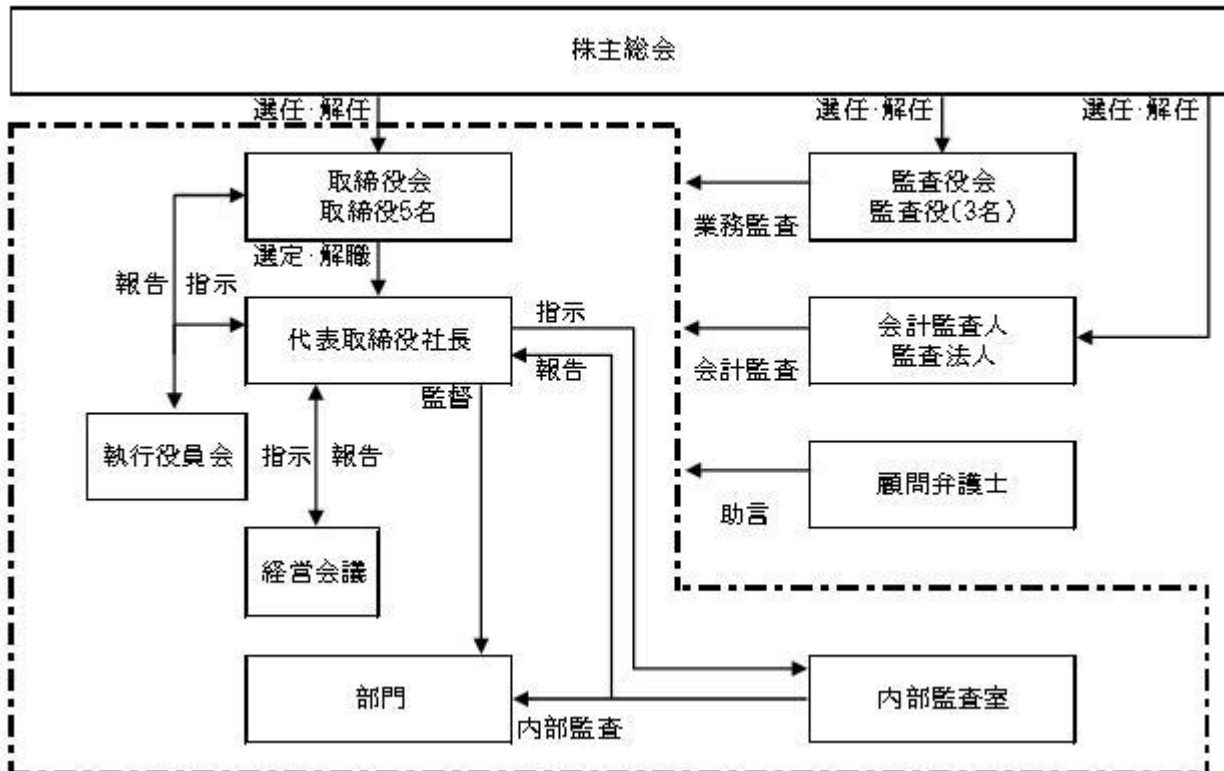 株主総会
選任・解任
選任・解任
選任・解任
取締役会
取締役5名
監査役会
監査役(3名)
業務監査
選定・解職
報告 指示
代表取締役社長
指示
報告
会計監査人
監査法人
会計監査
監督
執行役員会
指示 報告
顧問弁護士
助言
経営会議
部門
内部監査
内部監査室